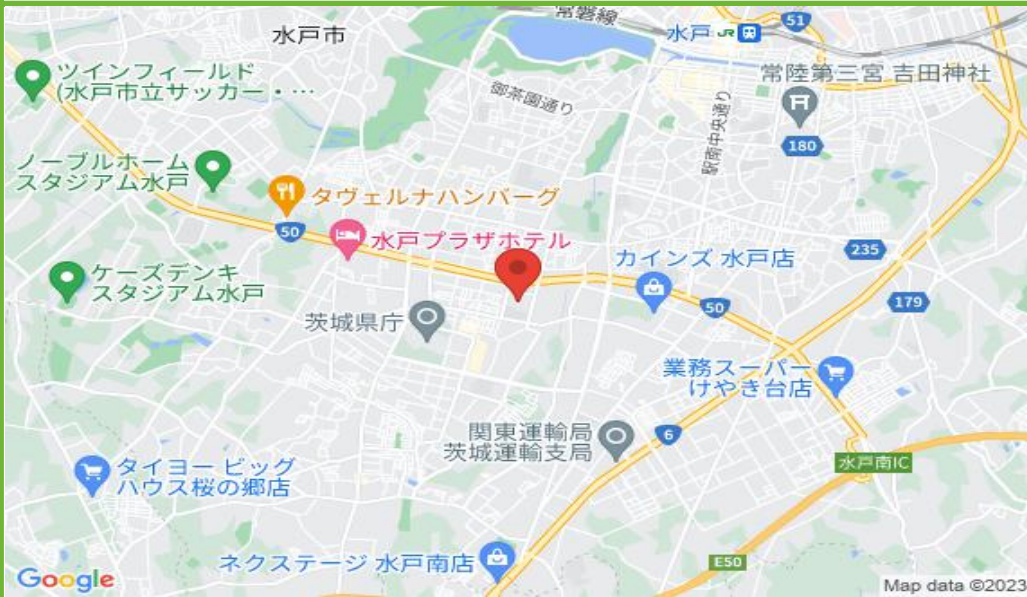 常磐線
51
水戸市
水戸 JR
ツインフィールド
(水戸市立サッカー・…
常陸第三宮 吉田神社
御茶園通り
駅南中央通り
180
ノーブルホーム
スタジアム水戸
タヴェルナハンバーグ
50
水戸プラザホテル
235
カインズ 水戸店
ケーズデンキ
スタジアム水戸
179
50
茨城県庁
業務スーパー
けやき台店
関東運輸局
茨城運輸支局
6
水戸南IC
タイヨー ビッグ
ハウス桜の郷店
ネクステージ 水戸南店
E50
Google
Map data ©2023